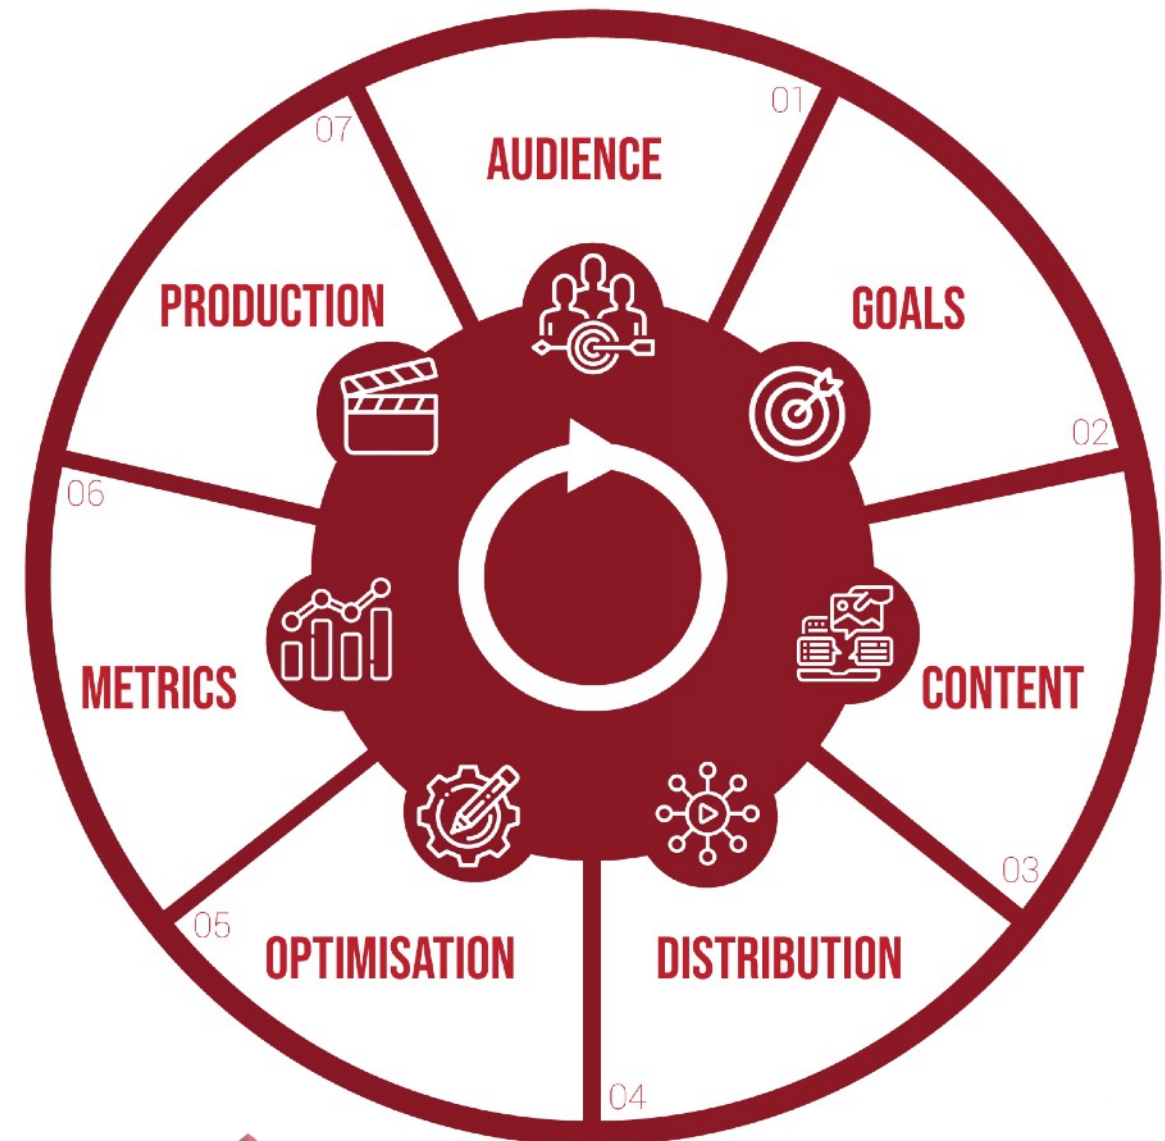 01
AUDIENCE
02
GOALS
03
CONTENT
04
DISTRIBUTION
05
OPTIMISATION
06
METRICS
07
PRODUCTION